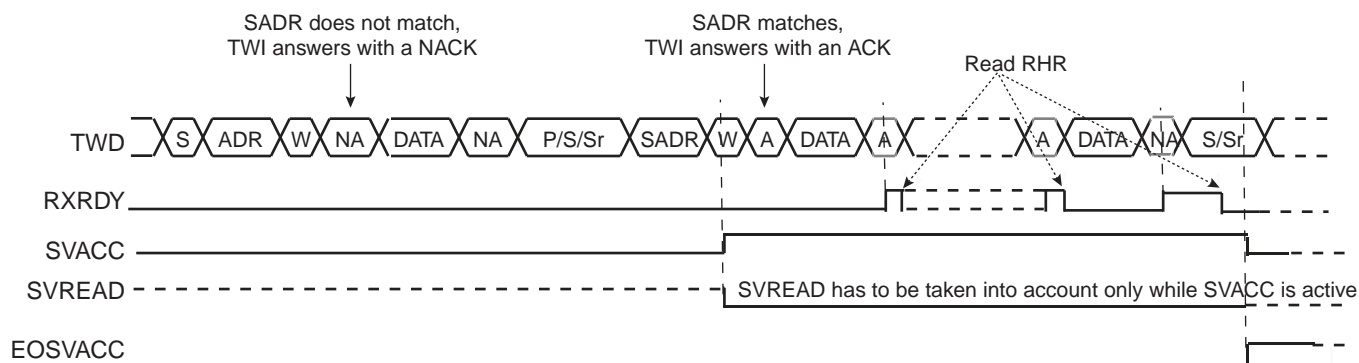 SADR does not match,
TWI answers with a NACK
SADR matches,
TWI answers with an ACK
Read RHR
TWD S ADR W NA DATA NA P/S/Sr SADR W A DATA A A DATA NA S/Sr
RXRDY
SVACC
SVREAD SVREAD has to be taken into account only while SVACC is active
EOSVACC